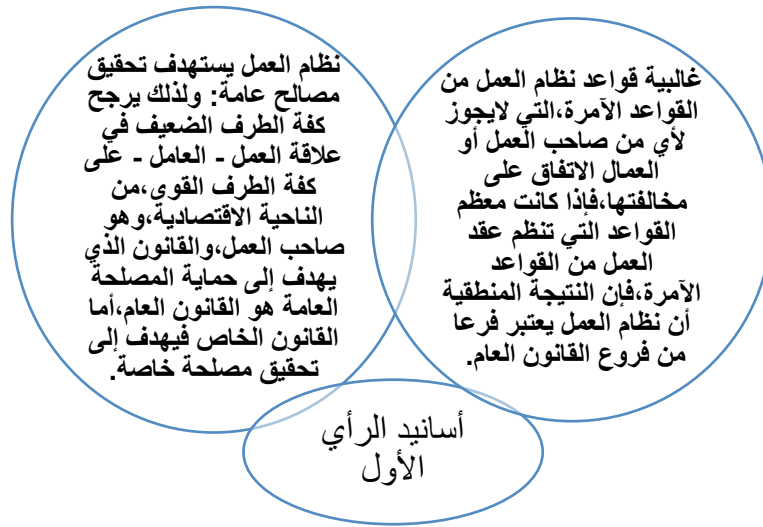 غالبية قواعد نظام العمل من
القواعد الآمرة،التي لايجوز
لأي من صاحب العمل أو
العمال الاتفاق على
مخالفتها،فإذا كانت معظم
القواعد التي تنظم عقد
العمل من القواعد
الآمرة،فإن النتيجة المنطقية
أن نظام العمل يعتبر فرعا
من فروع القانون العام.
نظام العمل يستهدف تحقيق
مصالح عامة: ولذلك يرجح
كفة الطرف الضعيف في
علاقة العمل - العامل - على
كفة الطرف القوي،من
الناحية الاقتصادية،وهو
صاحب العمل،والقانون الذي
يهدف إلى حماية المصلحة
العامة هو القانون العام،أما
القانون الخاص فيهدف إلى
تحقيق مصلحة خاصة.
أسانيد الرأي
الأول